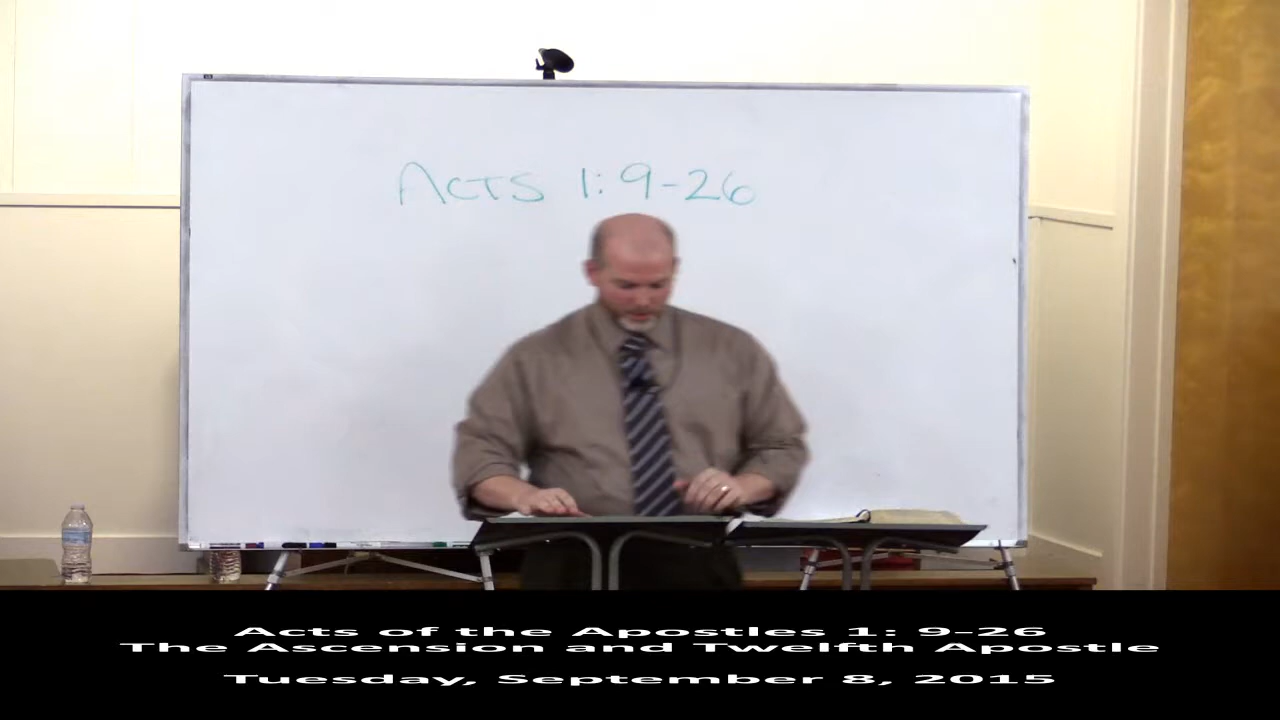 ACTS 1:9-26
Acts of the Apostles 1: 9-26
The Ascension and Twelfth Apostle
Tuesday, September 8, 2015